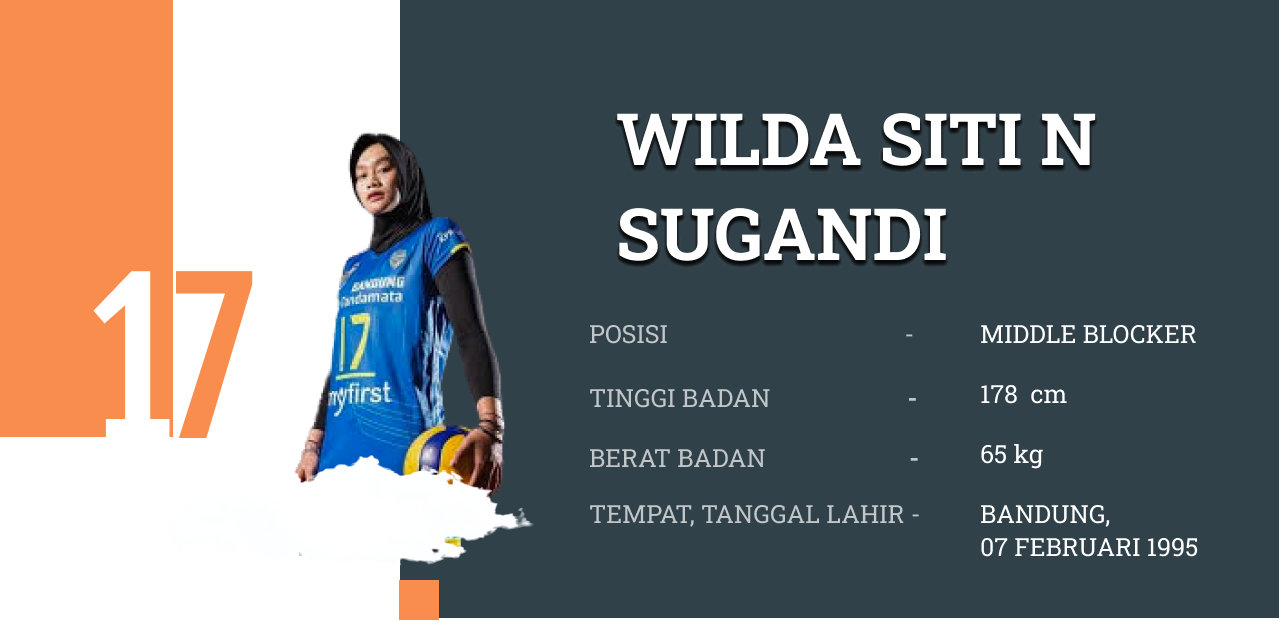 WILDA SITI N
SUGANDI
17
BANDUNG
Tandamata
17
myfirst
POSISI - MIDDLE BLOCKER
TINGGI BADAN - 178 cm
BERAT BADAN - 65 kg
TEMPAT, TANGGAL LAHIR - BANDUNG,
07 FEBRUARI 1995